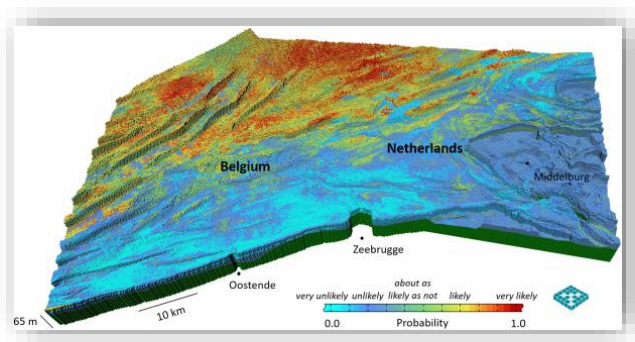 Belgium
Netherlands
Middelburg
Zeebrugge
Oostende
10 km
65 m
about as
very unlikely unlikely likely as not likely very likely
0.0 Probability 1.0